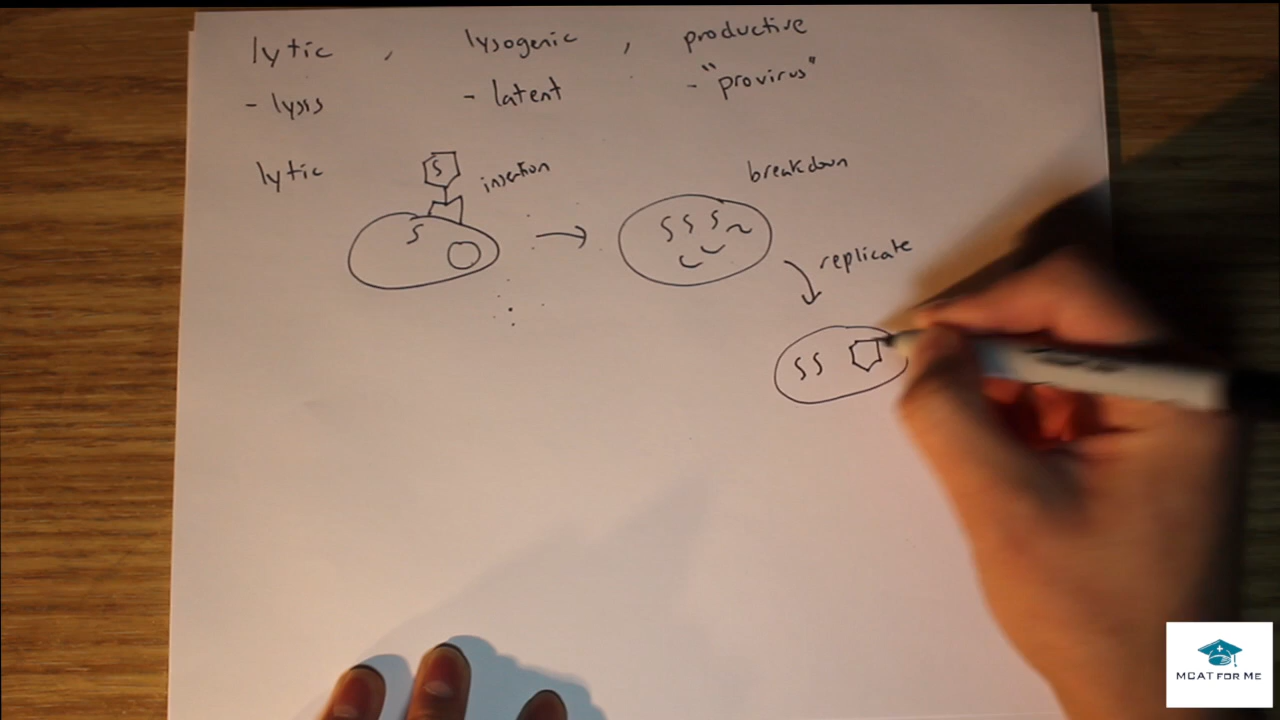 lytic , lysogenic , productive
- lysis - latent - "provirus"
lytic
insertion
breakdown
replicate
MCAT FOR ME